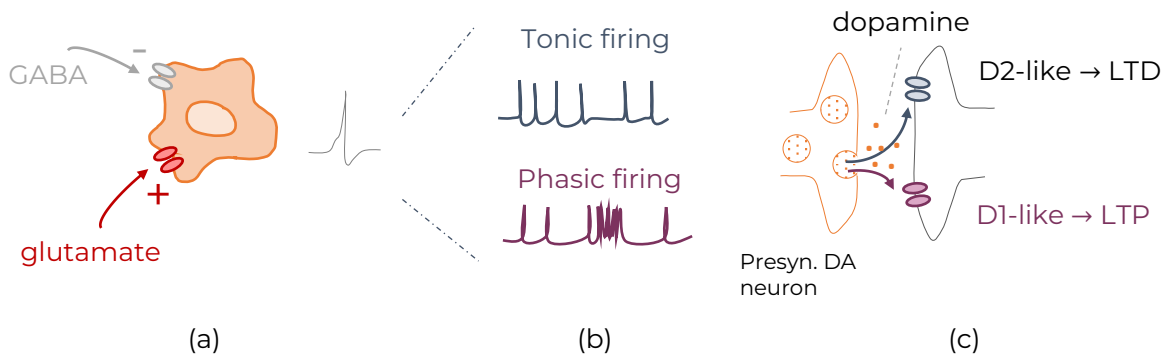 GABA
−
+
glutamate
(a)
Tonic firing
Phasic firing
(b)
dopamine
D2-like → LTD
D1-like → LTP
Presyn. DA
neuron
(c)